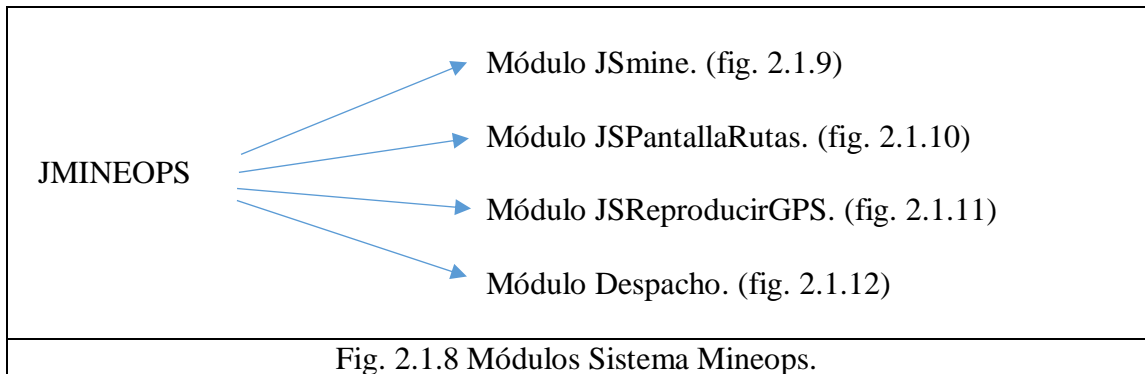 Módulo JSmine. (fig. 2.1.9)
Módulo JSPantallaRutas. (fig. 2.1.10)
JMINEOPS
Módulo JSReproducirGPS. (fig. 2.1.11)
Módulo Despacho. (fig. 2.1.12)
Fig. 2.1.8 Módulos Sistema Mineops.